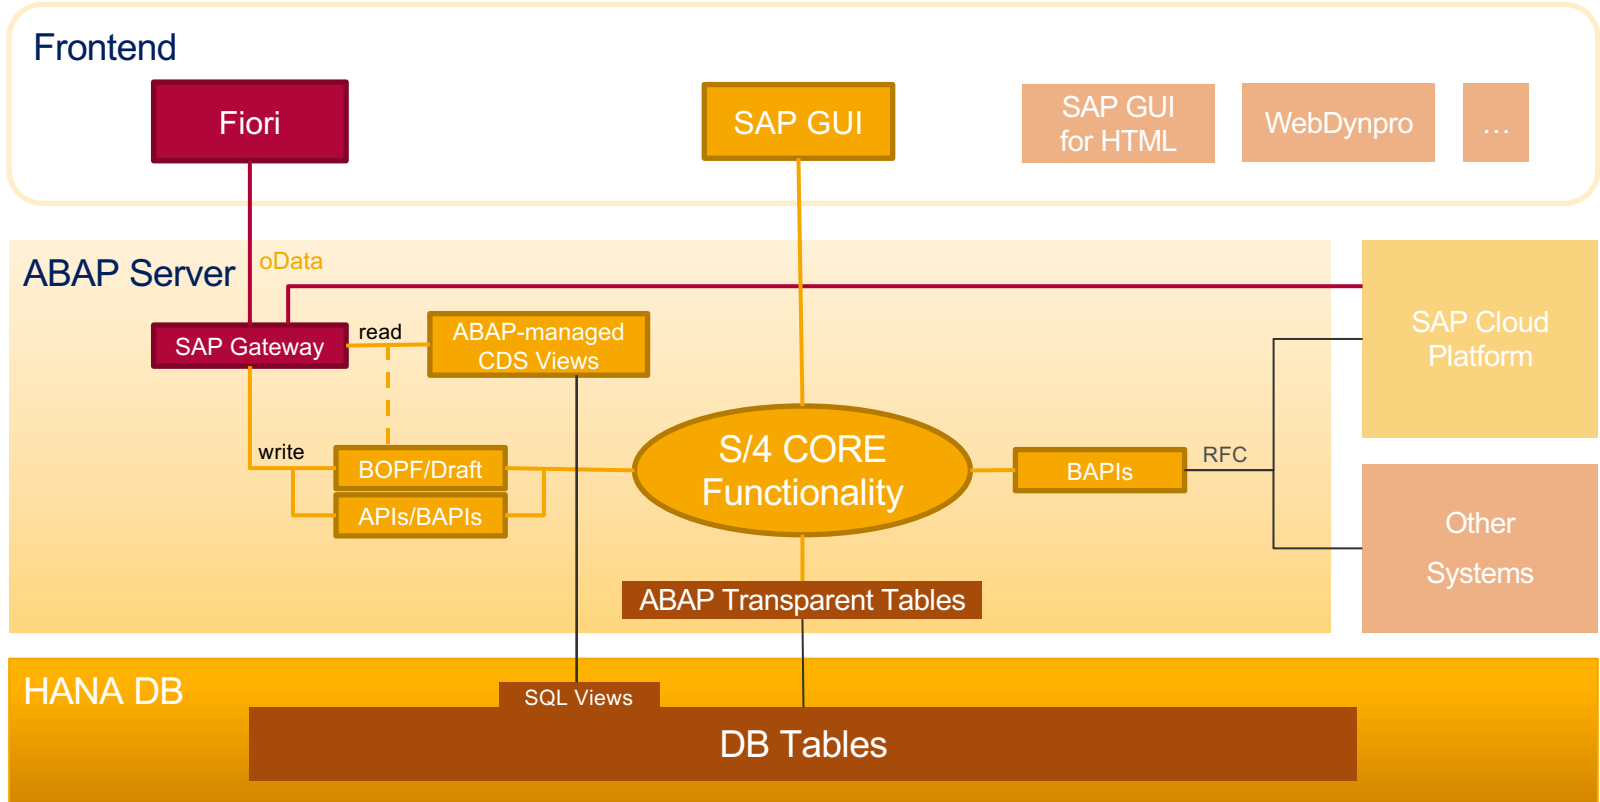 Frontend
Fiori
SAP GUI
SAP GUI
for HTML
WebDynpro
...
ABAP Server
oData
SAP Gateway
read
ABAP-managed
CDS Views
SAP Cloud
Platform
write
BOPF/Draft
APIs/BAPIs
S/4 CORE
Functionality
BAPIs
RFC
Other
Systems
ABAP Transparent Tables
HANA DB
SQL Views
DB Tables